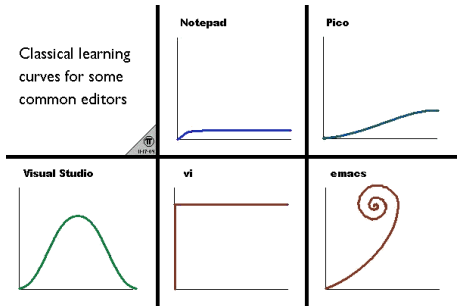 Classical learning
curves for some
common editors
Notepad
Pico
Visual Studio
vi
emacs